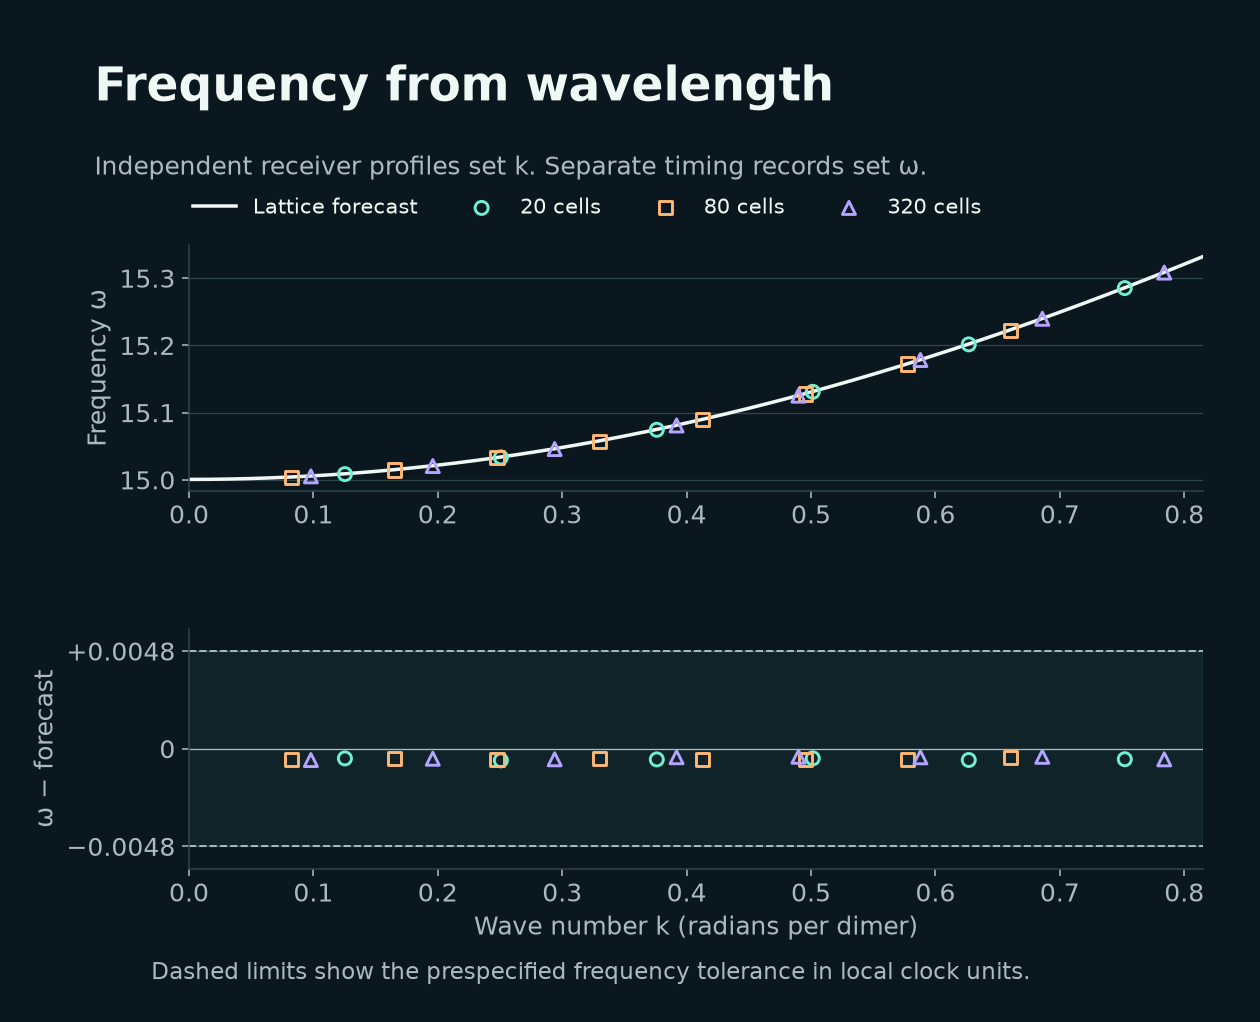 Frequency from wavelength
Independent receiver profiles set k. Separate timing records set ω.
Lattice forecast 20 cells 80 cells 320 cells
Frequency ω
15.3
15.2
15.1
15.0
0.0 0.1 0.2 0.3 0.4 0.5 0.6 0.7 0.8
ω − forecast
+0.0048
0
−0.0048
0.0 0.1 0.2 0.3 0.4 0.5 0.6 0.7 0.8
Wave number k (radians per dimer)
Dashed limits show the prespecified frequency tolerance in local clock units.